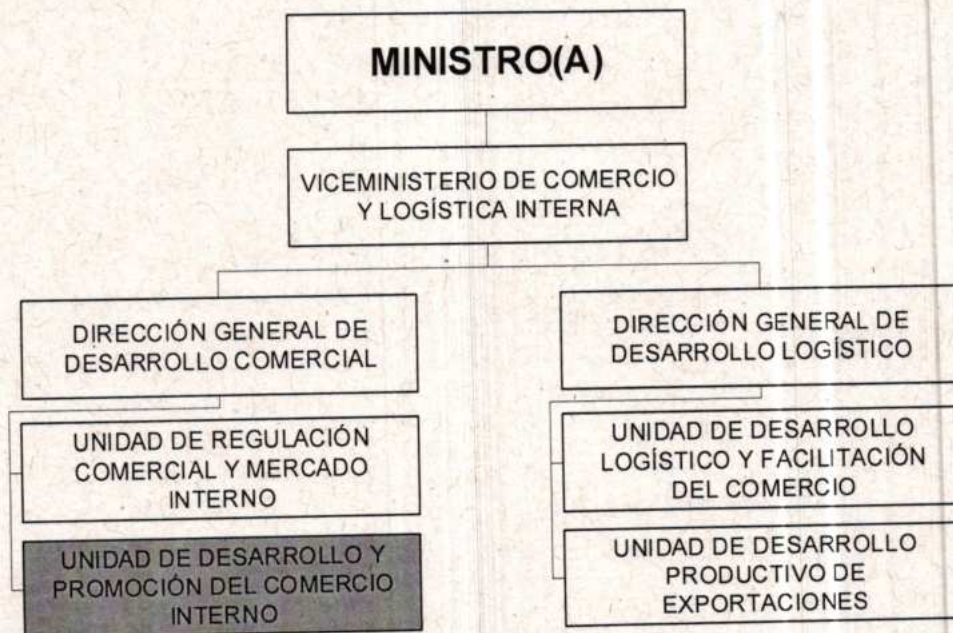 MINISTRO(A)
VICEMINISTERIO DE COMERCIO
Y LOGÍSTICA INTERNA
DIRECCIÓN GENERAL DE
DESARROLLO COMERCIAL
UNIDAD DE REGULACIÓN
COMERCIAL Y MERCADO
INTERNO
UNIDAD DE DESARROLLO Y
PROMOCIÓN DEL COMERCIO
INTERNO
DIRECCIÓN GENERAL DE
DESARROLLO LOGÍSTICO
UNIDAD DE DESARROLLO
LOGÍSTICO Y FACILITACIÓN
DEL COMERCIO
UNIDAD DE DESARROLLO
PRODUCTIVO DE
EXPORTACIONES